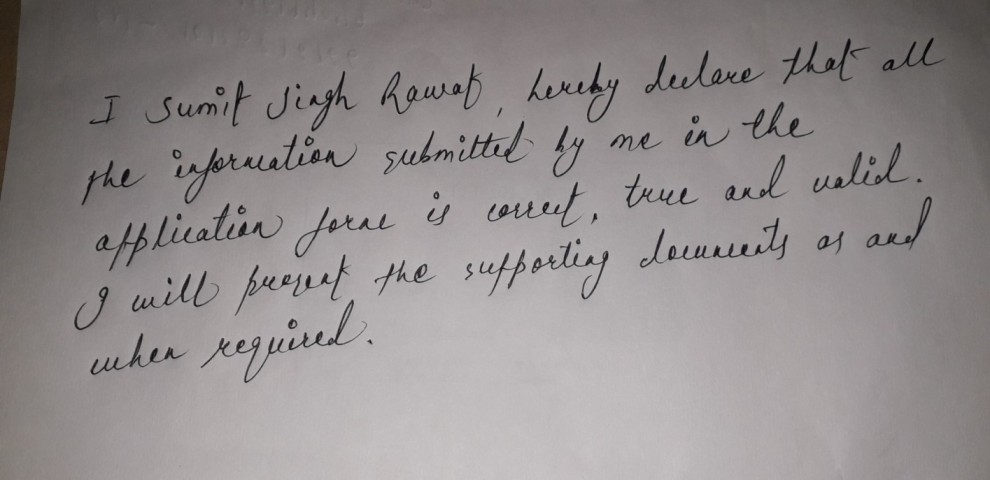 I Sumit Singh Rawat, hereby declare that all
the information submitted by me in the
application form is correct, true and valid.
I will present the supporting documents as and
when required.